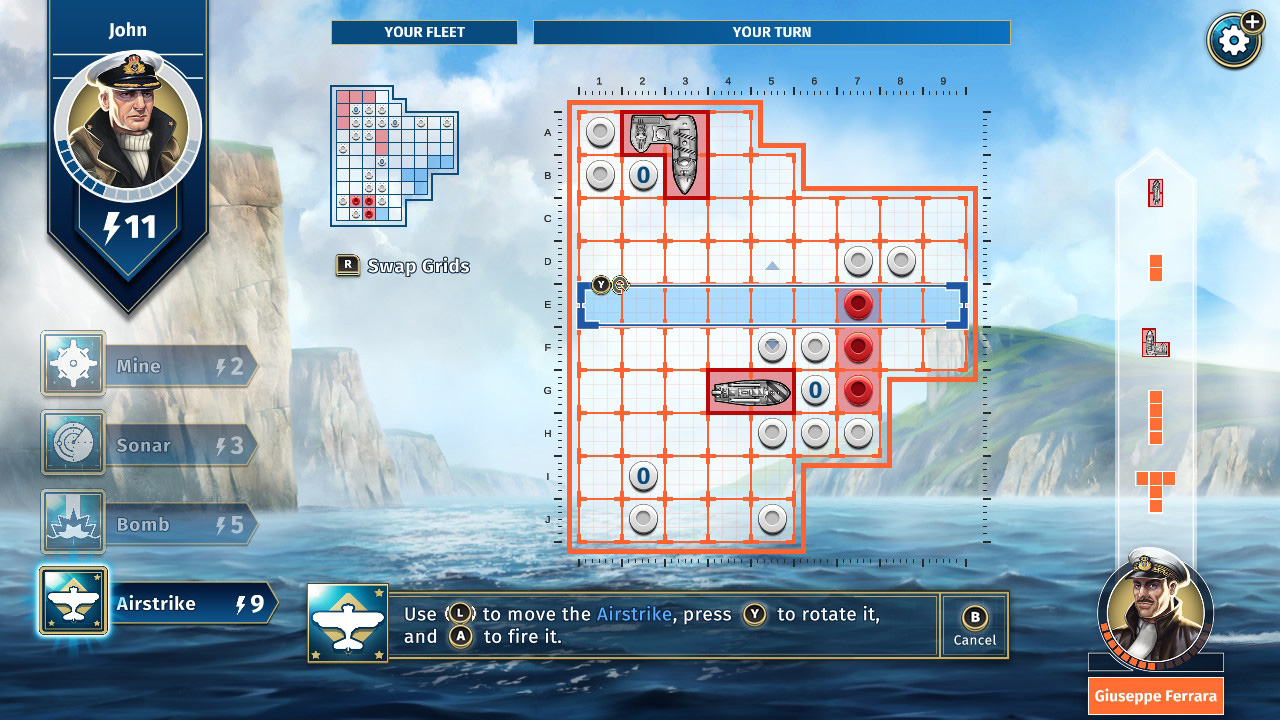 John
YOUR FLEET
YOUR TURN
11
1 2 3 4 5 6 7 8 9
A
B
C
D
E
F
G
H
I
J
0
0
0
Y
R Swap Grids
Mine 2
Sonar 3
Bomb 5
Airstrike 9
Use L to move the Airstrike, press Y to rotate it,
and A to fire it.
B
Cancel
Giuseppe Ferrara